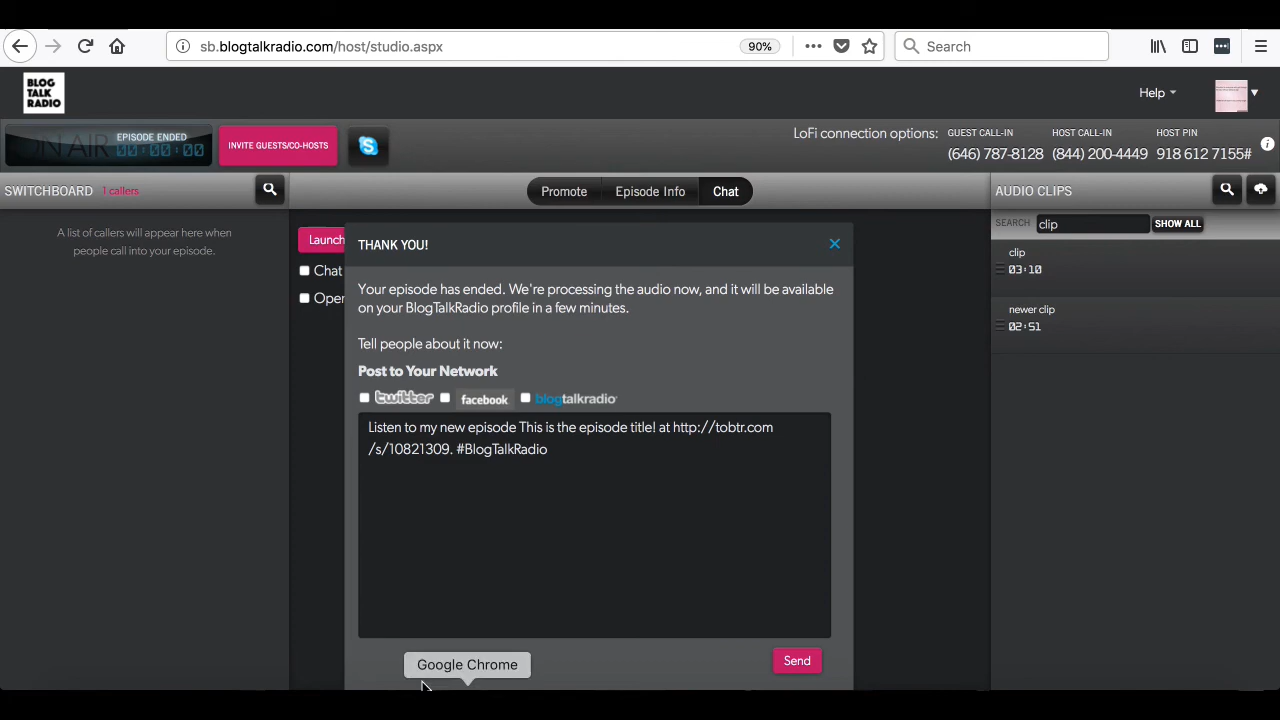 sb.blogtalkradio.com/host/studio.aspx
90%
Search
BLOG
TALK
RADIO
Help
ON AIR
EPISODE ENDED
00:00:00
INVITE GUESTS/CO-HOSTS
LoFi connection options:
GUEST CALL-IN
(646) 787-8128
HOST CALL-IN
(844) 200-4449
HOST PIN
918 612 7155#
SWITCHBOARD 1 callers
Promote
Episode Info
Chat
AUDIO CLIPS
A list of callers will appear here when
people call into your episode.
SEARCH clip SHOW ALL
clip
03:10
newer clip
02:51
Launch
Chat
Oper
THANK YOU!
Your episode has ended. We're processing the audio now, and it will be available
on your BlogTalkRadio profile in a few minutes.
Tell people about it now:
Post to Your Network
twitter facebook blogtalkradio
Listen to my new episode This is the episode title! at http://tobtr.com
/s/10821309. #BlogTalkRadio
Google Chrome
Send